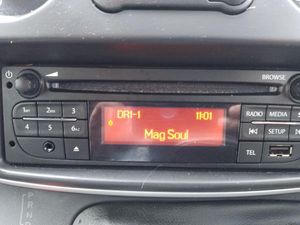 BROWSE
DR1-1 11:01
Mag Soul
1 2 3
4 5 6
RADIO MEDIA
SETUP
TEL
R N D